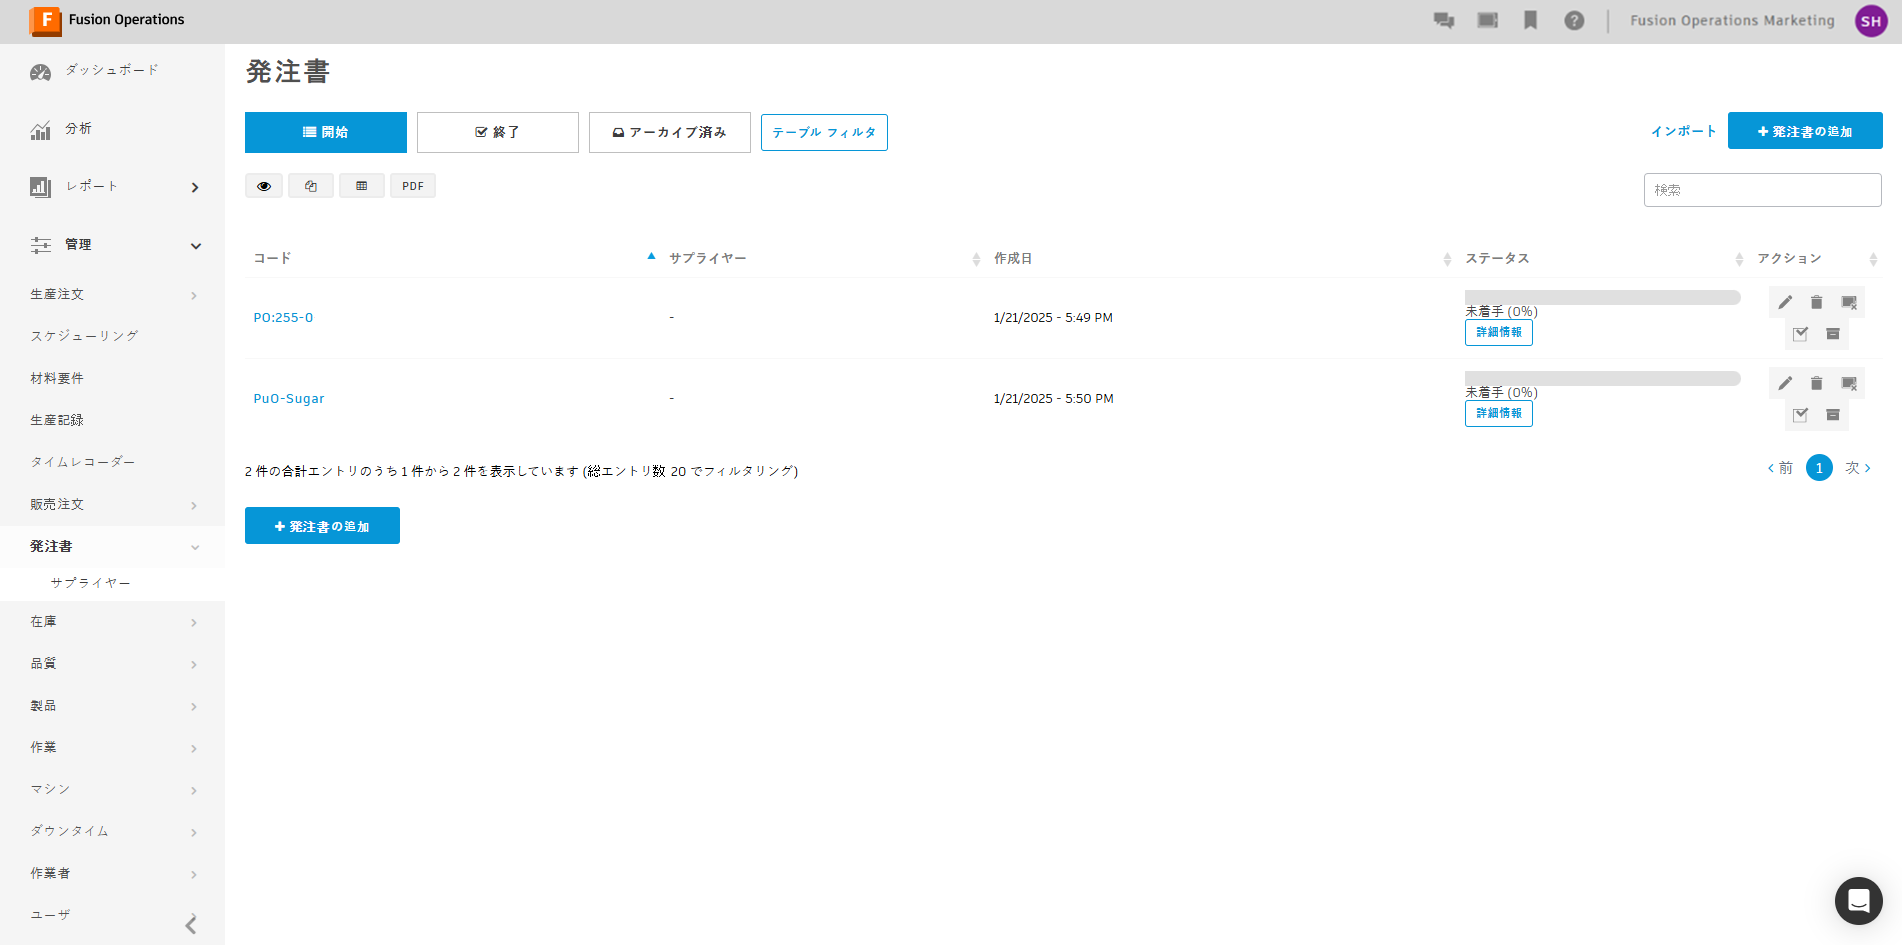 Fusion Operations
Fusion Operations Marketing
SH
ダッシュボード
分析
レポート
管理
生産注文
スケジューリング
材料要件
生産記録
タイムレコーダー
販売注文
発注書
サプライヤー
在庫
品質
製品
作業
マシン
ダウンタイム
作業者
ユーザ
発注書
開始
終了
アーカイブ済み
テーブル フィルタ
インポート
+ 発注書の追加
PDF
検索
コード サプライヤー 作成日 ステータス アクション
PO:255-0 - 1/21/2025 - 5:49 PM 未着手 (0%)
詳細情報
PuO-Sugar - 1/21/2025 - 5:50 PM 未着手 (0%)
詳細情報
2 件の合計エントリのうち 1 件から 2 件を表示しています (総エントリ数 20 でフィルタリング)
前 1 次
+ 発注書の追加